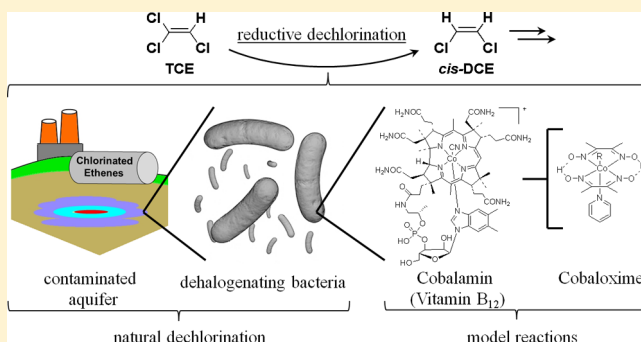 Cl H
Cl Cl
TCE
reductive dechlorination
H H
Cl Cl
cis-DCE
Chlorinated
Ethenes
contaminated
aquifer
dehalogenating bacteria
H₂NOC
CONH₂
H₂NOC
CONH₂
CN
N N
Co
N N
H
H₂NOC
CONH₂
O
HN
N
N
O
O P
HO O
OH
O
HO
+
Cobalamin
(Vitamin B₁₂)
R
O N N O
H Co H
O N N O
N
Cobaloxime
natural dechlorination
model reactions